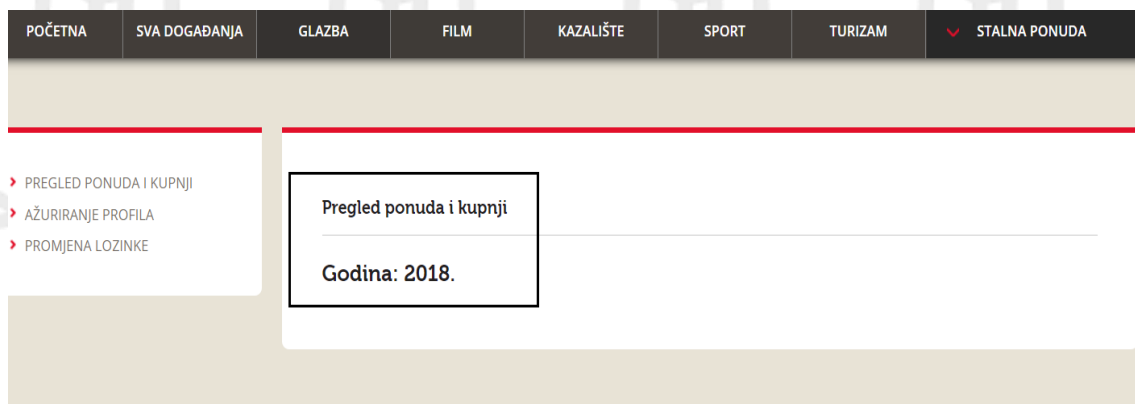 POČETNA SVA DOGAĐANJA GLAZBA FILM KAZALIŠTE SPORT TURIZAM STALNA PONUDA
PREGLED PONUDA I KUPNJI
AŽURIRANJE PROFILA
PROMJENA LOZINKE
Pregled ponuda i kupnji
Godina: 2018.